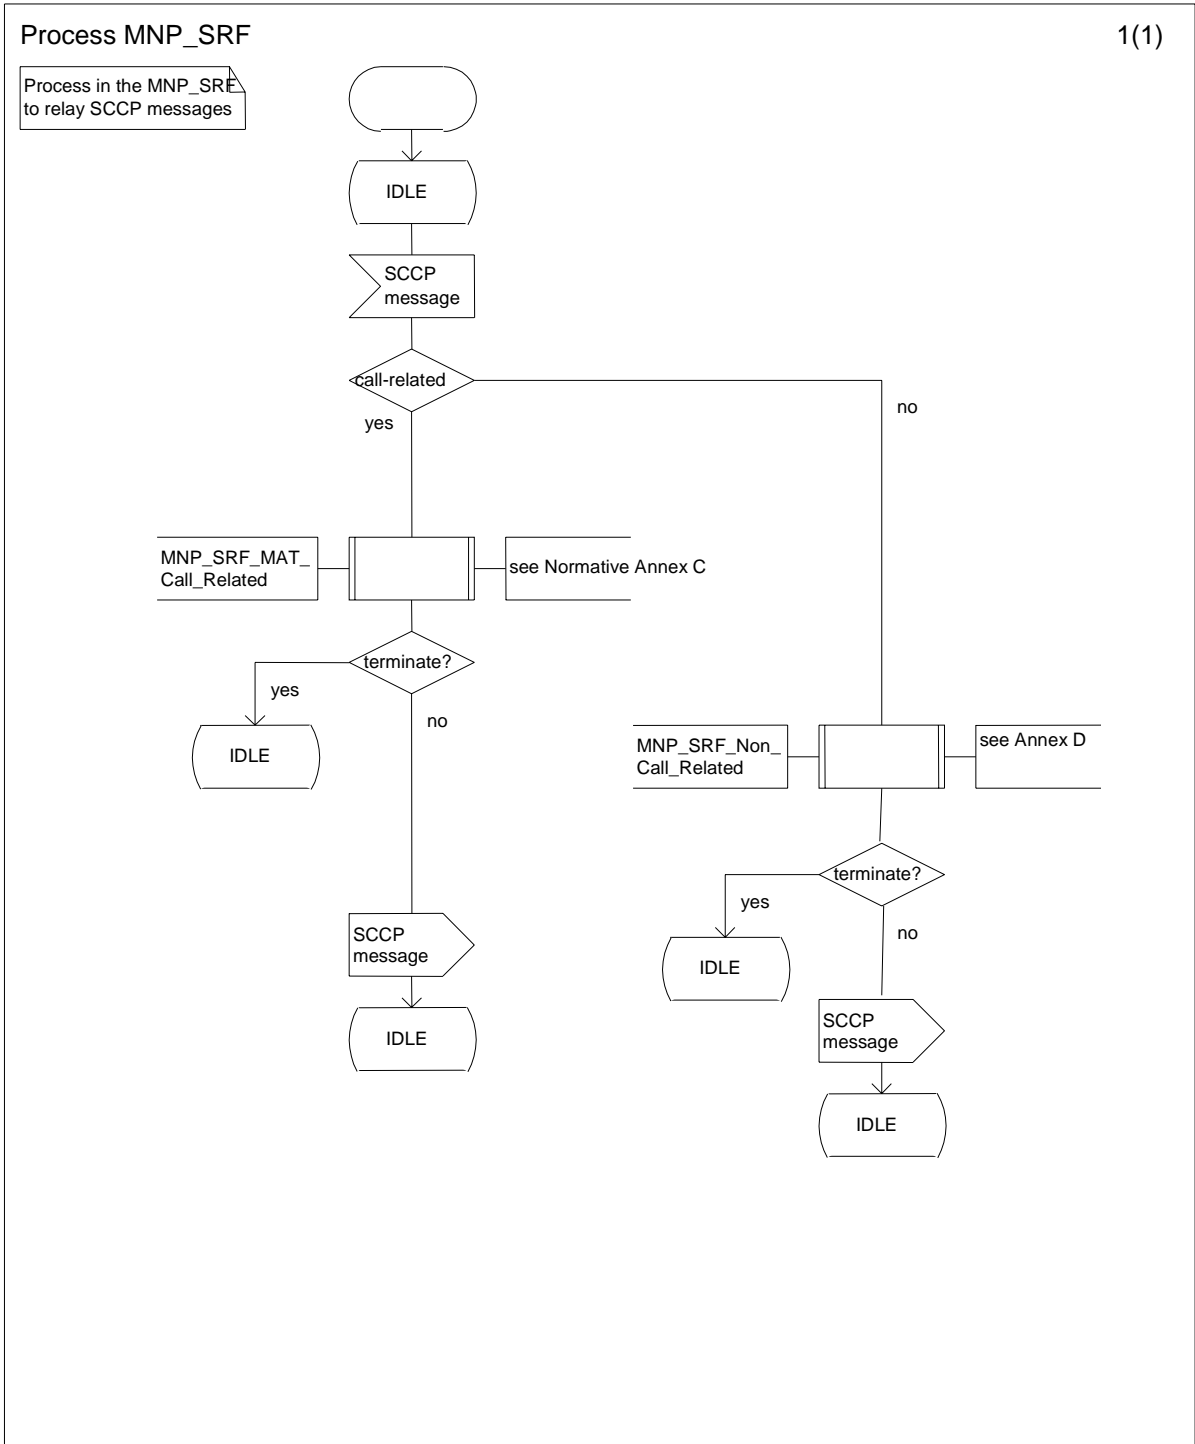 Process MNP_SRF
1(1)
Process in the MNP_SRF
to relay SCCP messages
IDLE
SCCP
message
call-related
yes
no
MNP_SRF_MAT_
Call_Related
see Normative Annex C
terminate?
yes
no
IDLE
MNP_SRF_Non_
Call_Related
see Annex D
terminate?
yes
no
SCCP
message
IDLE
IDLE
SCCP
message
IDLE